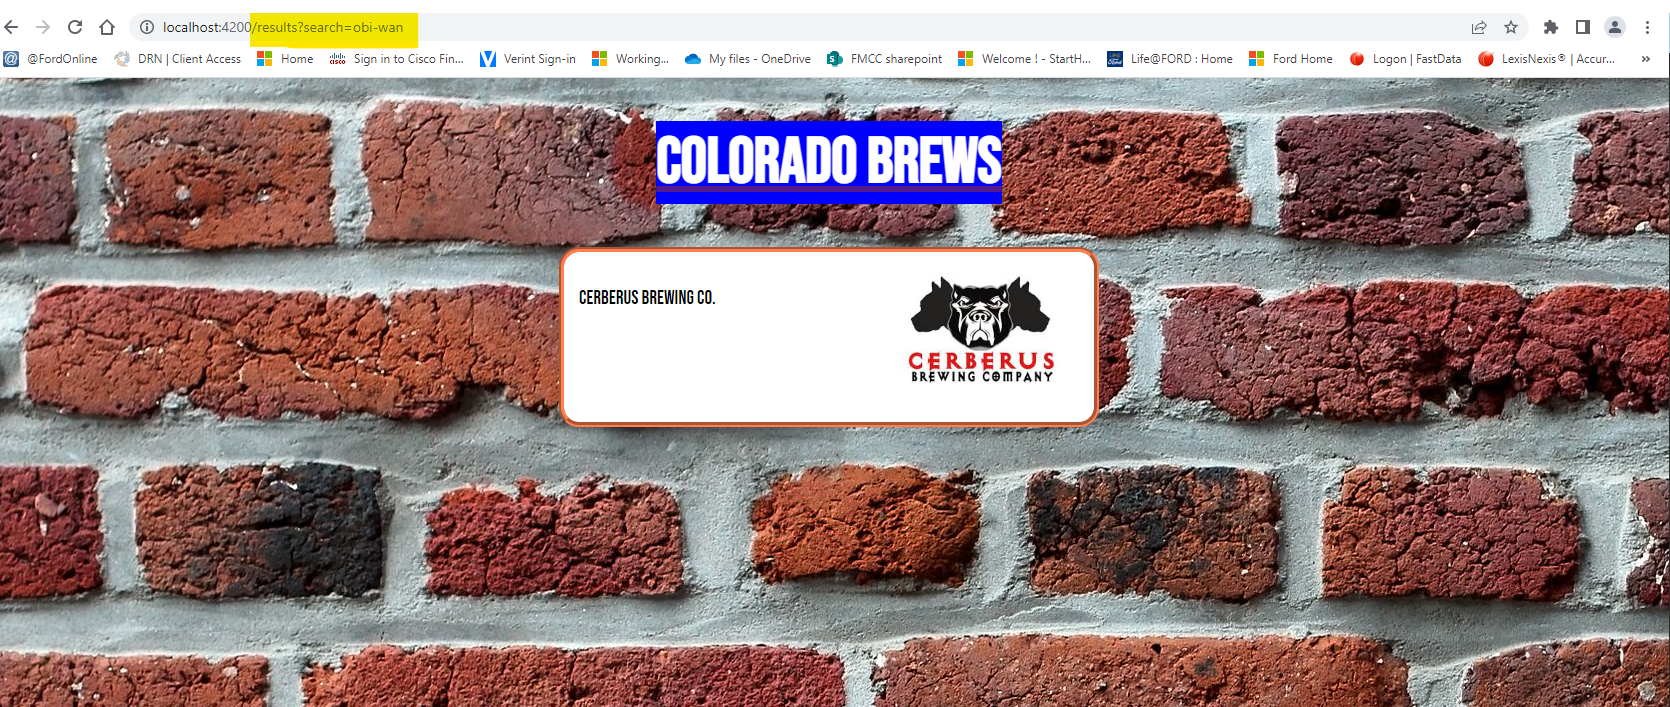 localhost:4200/results?search=obi-wan
@FordOnline DRN | Client Access Home Sign in to Cisco Fin... Verint Sign-in Working... My files - OneDrive FMCC sharepoint Welcome ! - StartH... Life@FORD : Home Ford Home Logon | FastData LexisNexis® | Accur... »
COLORADO BREWS
CERBERUS BREWING CO.
CERBERUS
BREWING COMPANY